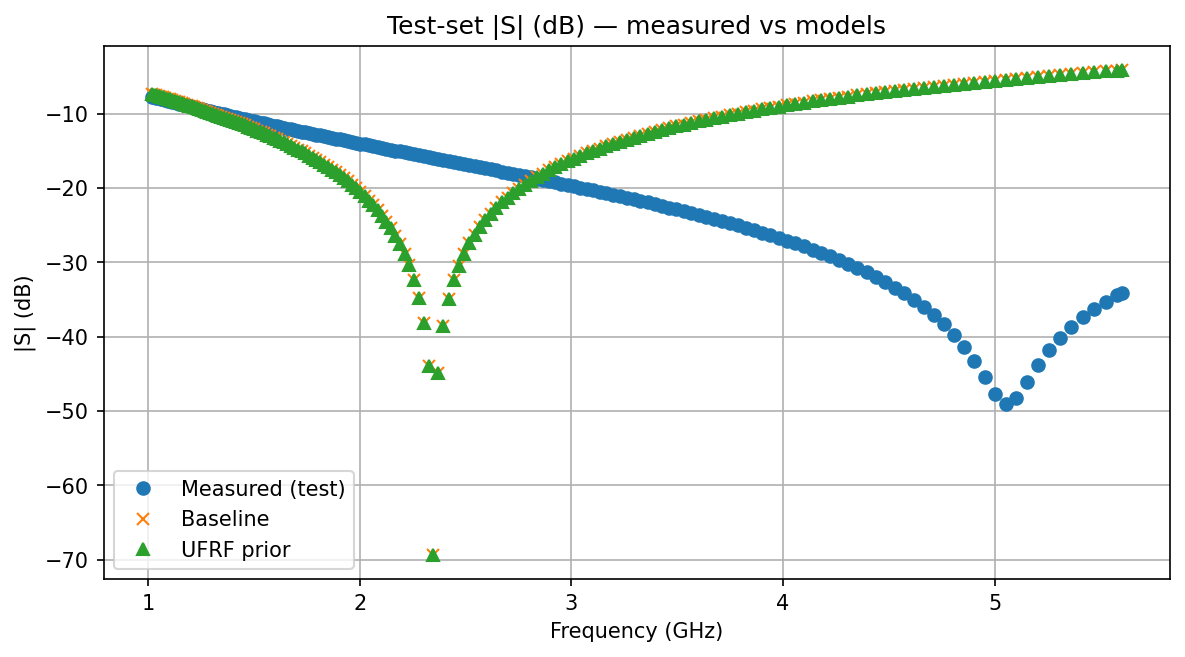 Test-set |S| (dB) — measured vs models
|S| (dB)
−10
−20
−30
−40
−50
−60
−70
Measured (test)
Baseline
UFRF prior
1
2
3
4
5
Frequency (GHz)